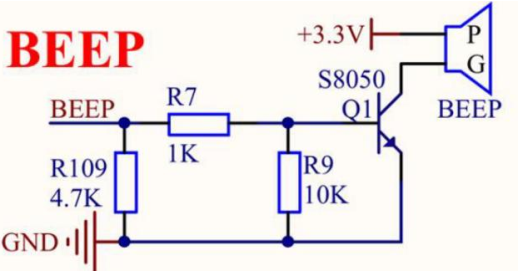 BEEP
+3.3V
P
G
S8050
Q1
BEEP
BEEP
R7
1K
R109
4.7K
R9
10K
GND